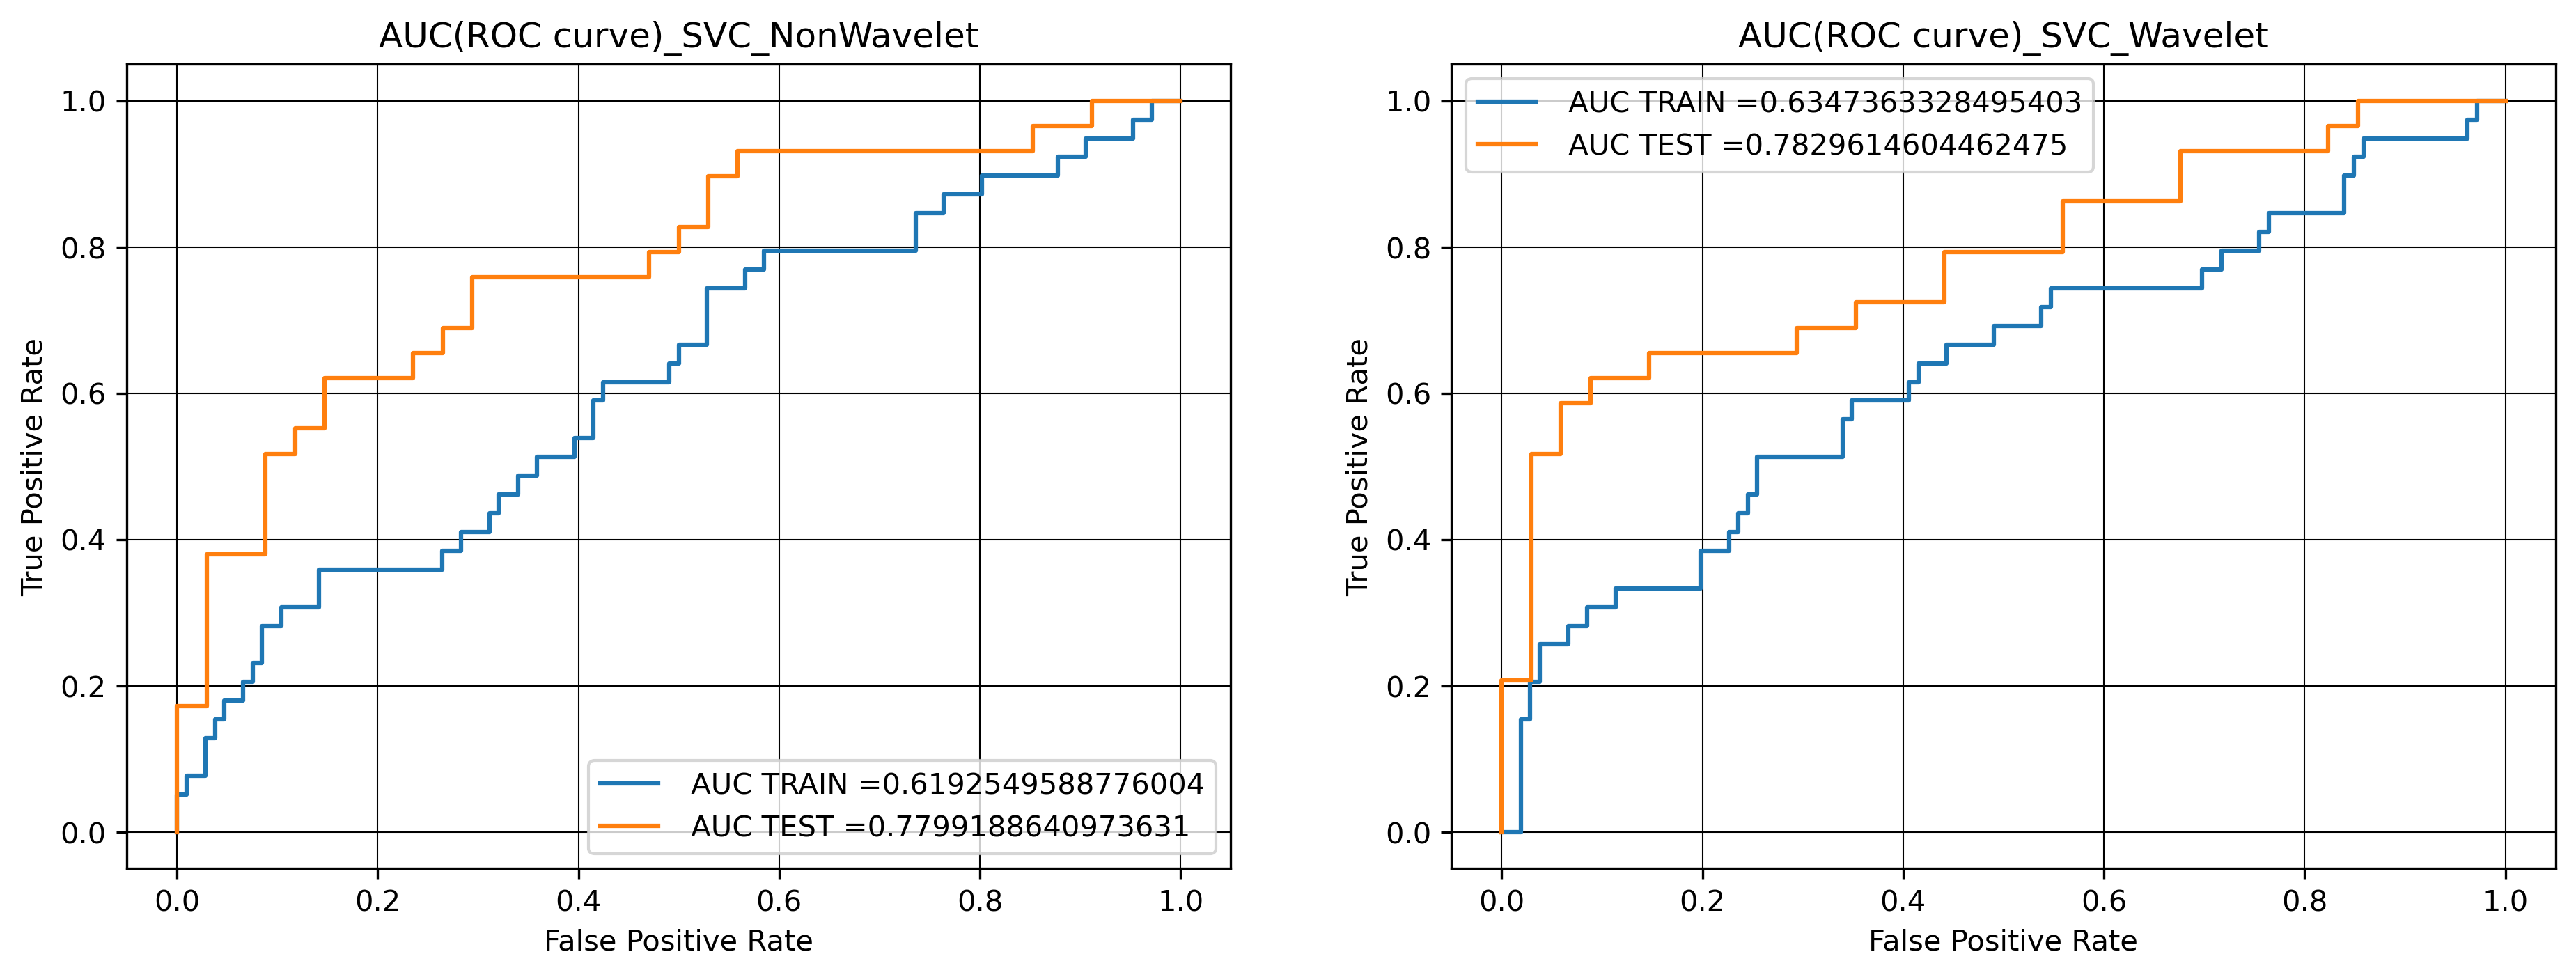 AUC(ROC curve)_SVC_NonWavelet
1.0
0.8
0.6
0.4
0.2
0.0
True Positive Rate
AUC TRAIN =0.6192549588776004
AUC TEST =0.7799188640973631
0.0 0.2 0.4 0.6 0.8 1.0
False Positive Rate
AUC(ROC curve)_SVC_Wavelet
1.0
0.8
0.6
0.4
0.2
0.0
True Positive Rate
AUC TRAIN =0.6347363328495403
AUC TEST =0.7829614604462475
0.0 0.2 0.4 0.6 0.8 1.0
False Positive Rate